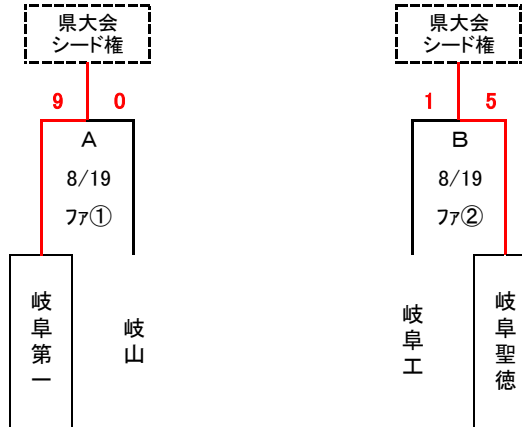 県大会
シード権
9 0
A
8/19
ファ①
岐阜第一
岐山
県大会
シード権
1 5
B
8/19
ファ②
岐阜工
岐阜聖徳